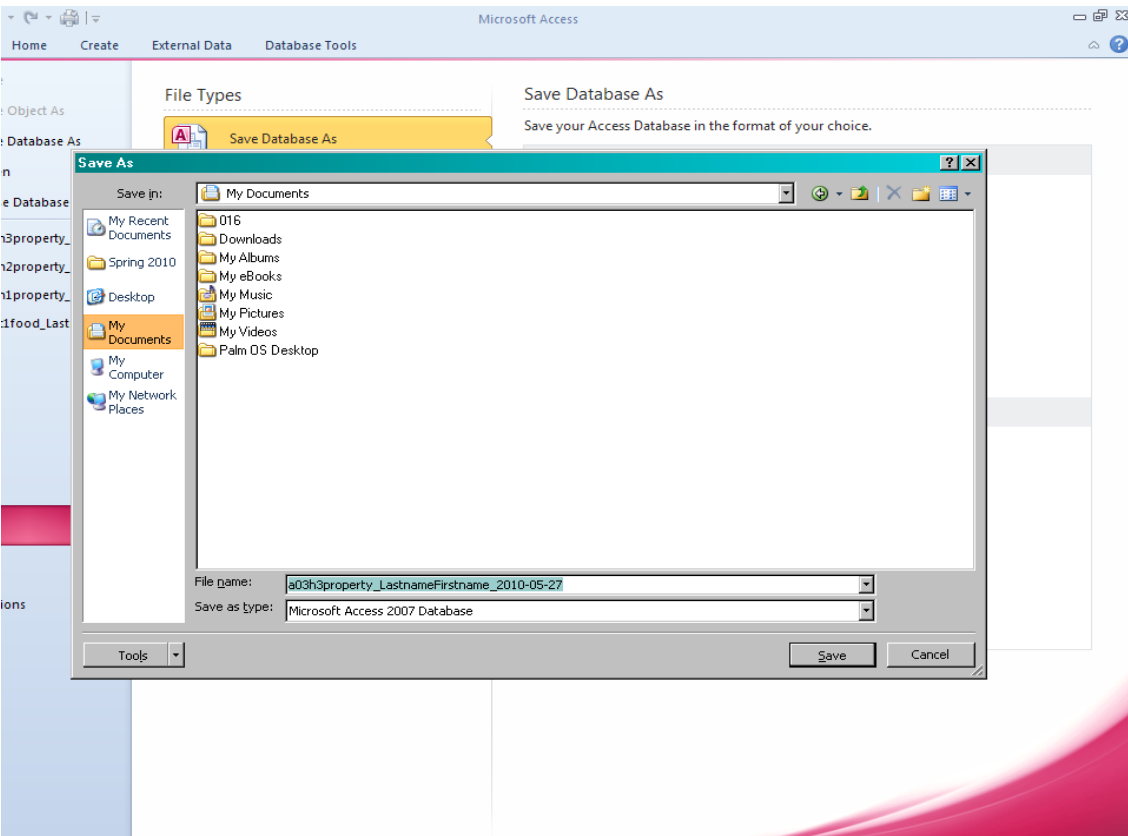 Microsoft Access
Home Create External Data Database Tools
e Object As
e Database As
n
e Database
n3property_
n2property_
n1property_
t1food_Last
ions
File Types
Save Database As
Save Database As
Save your Access Database in the format of your choice.
Save As
Save in: My Documents
My Recent
Documents
Spring 2010
Desktop
My
Documents
My
Computer
My Network
Places
016
Downloads
My Albums
My eBooks
My Music
My Pictures
My Videos
Palm OS Desktop
File name: a03h3property_LastnameFirstname_2010-05-27
Save as type: Microsoft Access 2007 Database
Tools Save Cancel